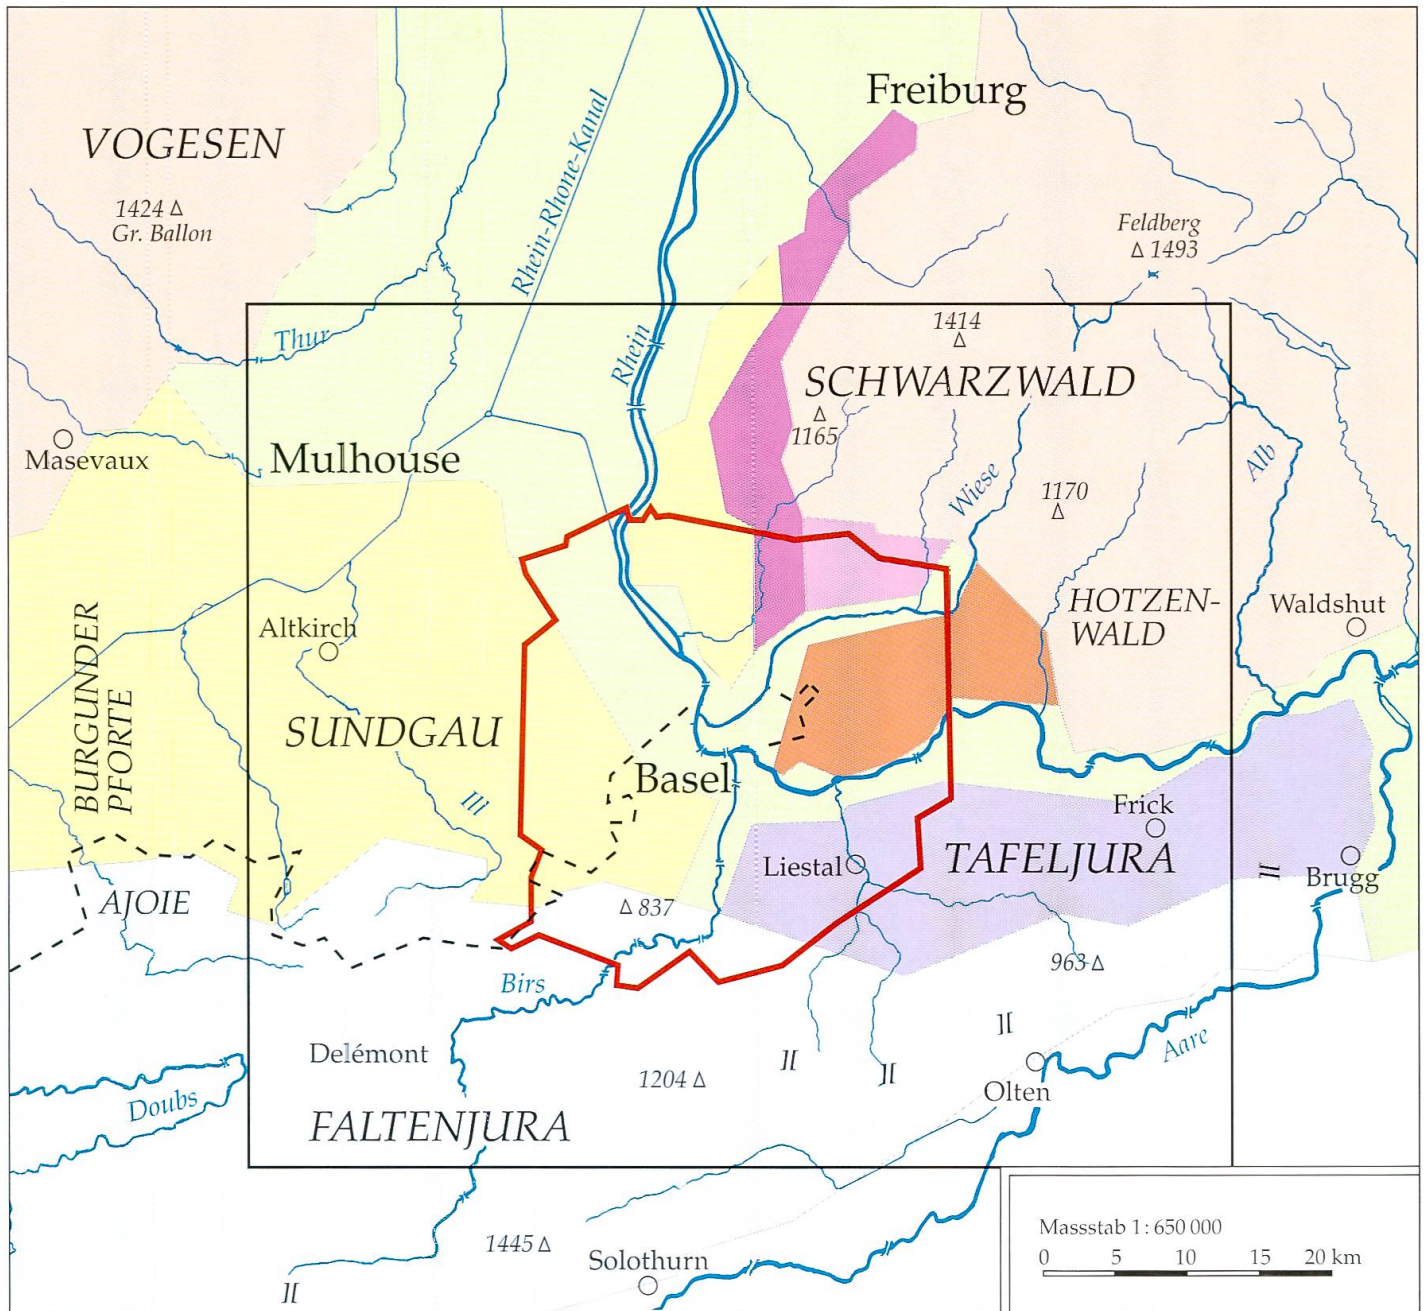 Freiburg
VOGESEN
1424 Δ
Gr. Ballon
Rhein-Rhone-Kanal
Feldberg
Δ 1493
Thur
Rhein
1414
Δ
SCHWARZWALD
Δ
1165
Masevaux
Mulhouse
Wiese
1170
Δ
Alb
Altkirch
HOTZEN-
WALD
Waldshut
BURGUNDER
PFORTE
SUNDGAU
Basel
Ill
Frick
Liestal
TAFELJURA
Brugg
AJOIE
Δ 837
963 Δ
Birs
Delémont
1204 Δ
Aare
Olten
Doubs
FALTENJURA
1445 Δ
Solothurn
Massstab 1 : 650 000
0 5 10 15 20 km